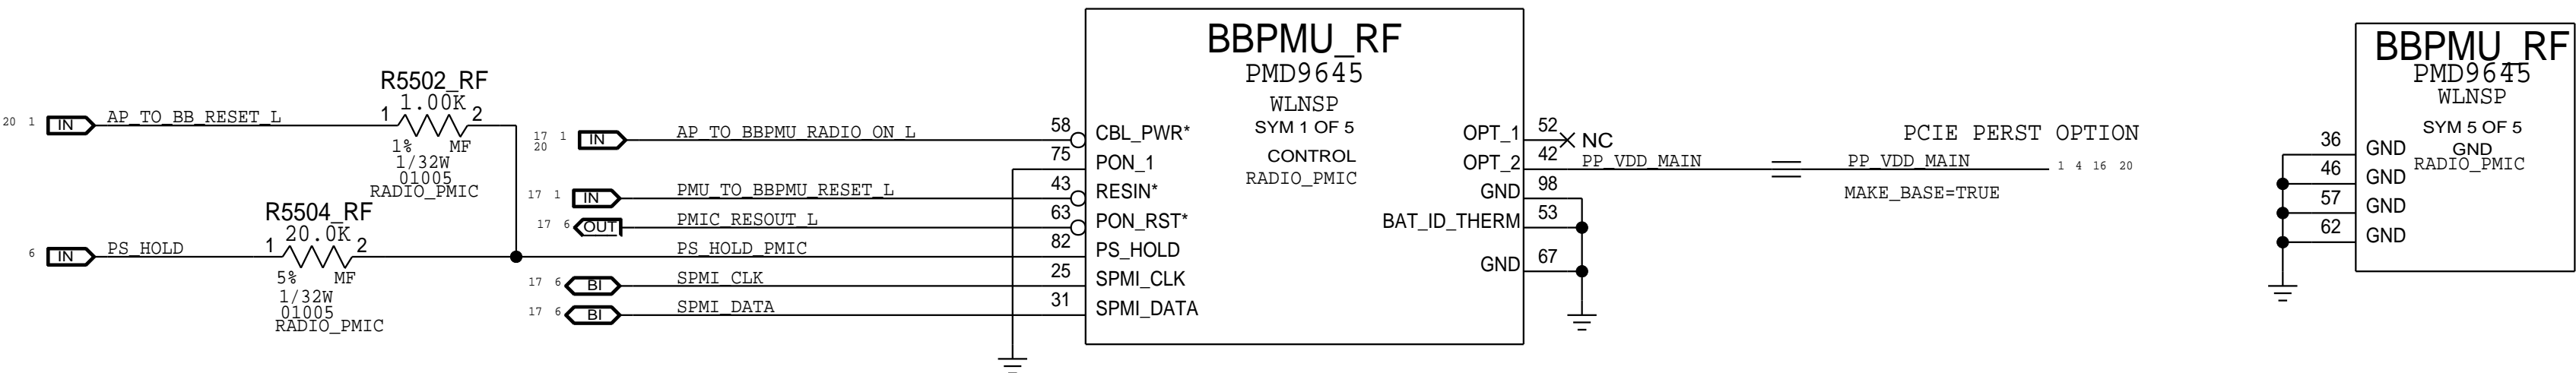 R5502_RF
1.00K
20 1 IN AP_TO_BB_RESET_L 1 2
1%
MF
1/32W
01005
RADIO_PMIC
R5504_RF
20.0K
6 IN PS_HOLD 1 2
5%
MF
1/32W
01005
RADIO_PMIC
BBPMU_RF
PMD9645
WLNSP
SYM 1 OF 5
CONTROL
RADIO_PMIC
17 1 IN AP_TO_BBPMU_RADIO_ON_L 58 CBL_PWR*
20
75 PON_1
17 1 IN PMU_TO_BBPMU_RESET_L 43 RESIN*
17 6 OUT PMIC_RESOUT_L 63 PON_RST*
PS_HOLD_PMIC 82 PS_HOLD
17 6 BI SPMI_CLK 25 SPMI_CLK
17 6 BI SPMI_DATA 31 SPMI_DATA
OPT_1 52 NC
PCIE PERST OPTION
OPT_2 42 PP_VDD_MAIN PP_VDD_MAIN 1 4 16 20
MAKE_BASE=TRUE
GND 98
BAT_ID_THERM 53
GND 67
BBPMU_RF
PMD9645
WLNSP
SYM 5 OF 5
GND
RADIO_PMIC
36 GND
46 GND
57 GND
62 GND